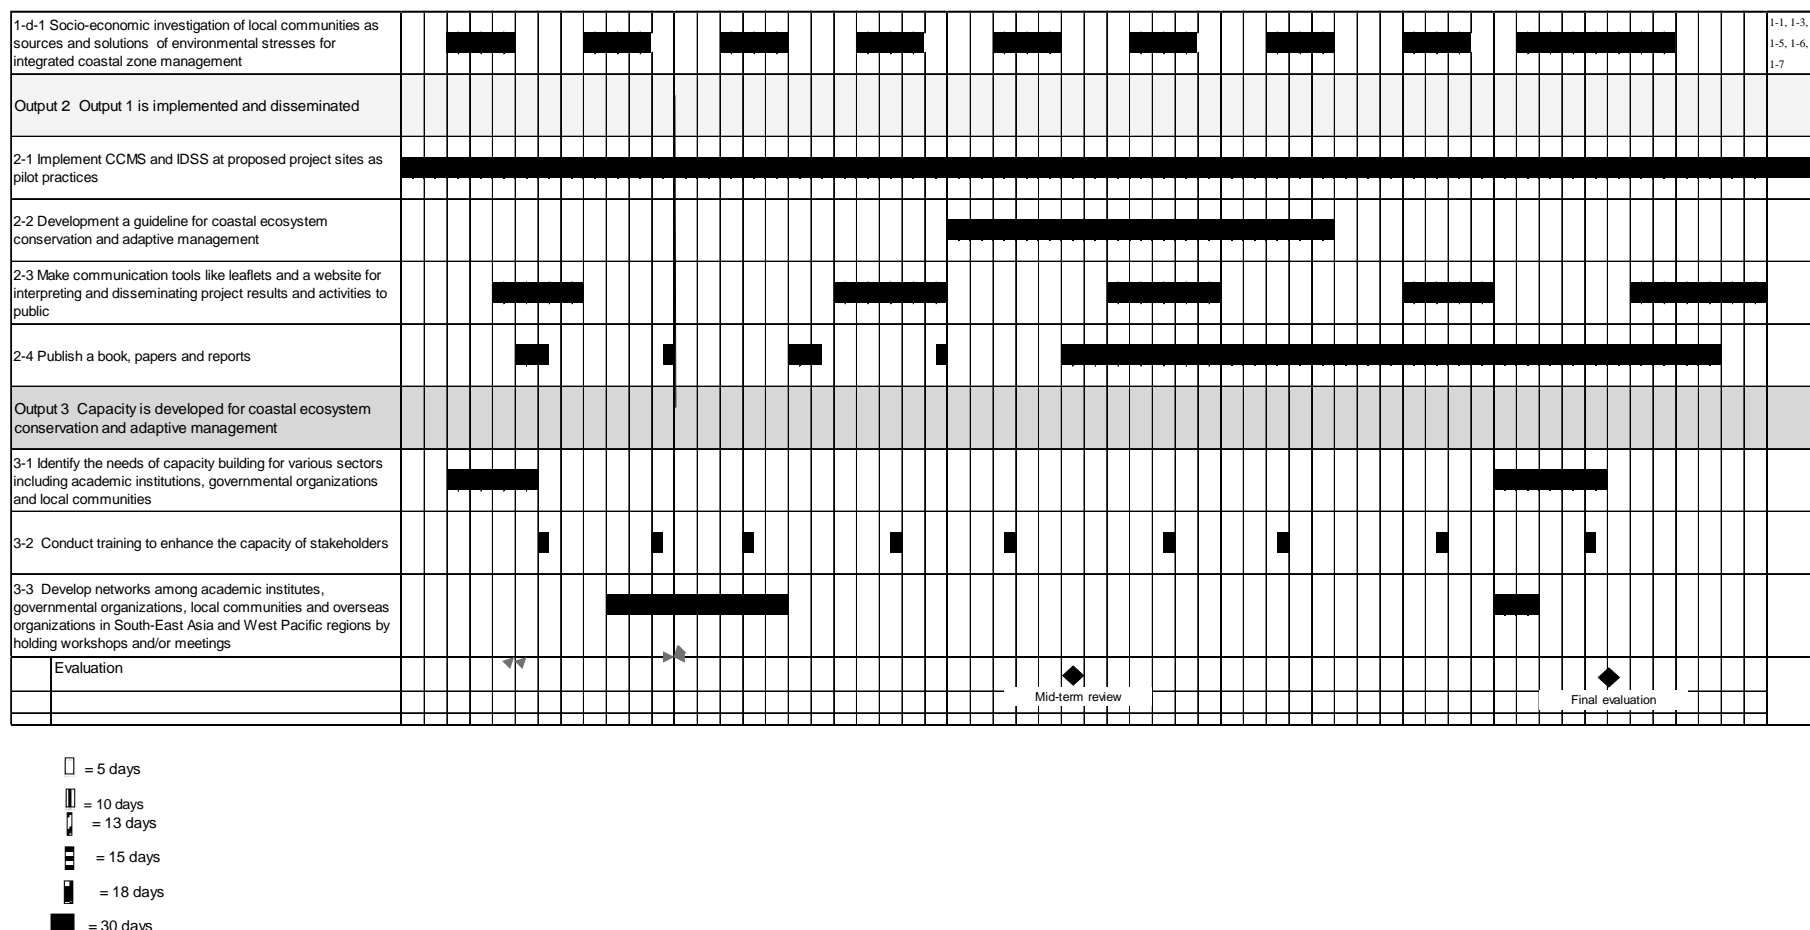 1-d-1 Socio-economic investigation of local communities as
sources and solutions of environmental stresses for
integrated coastal zone management
1-1, 1-3,
1-5, 1-6,
1-7
Output 2 Output 1 is implemented and disseminated
2-1 Implement CCMS and IDSS at proposed project sites as
pilot practices
2-2 Development a guideline for coastal ecosystem
conservation and adaptive management
2-3 Make communication tools like leaflets and a website for
interpreting and disseminating project results and activities to
public
2-4 Publish a book, papers and reports
Output 3 Capacity is developed for coastal ecosystem
conservation and adaptive management
3-1 Identify the needs of capacity building for various sectors
including academic institutions, governmental organizations
and local communities
3-2 Conduct training to enhance the capacity of stakeholders
3-3 Develop networks among academic institutes,
governmental organizations, local communities and overseas
organizations in South-East Asia and West Pacific regions by
holding workshops and/or meetings
Evaluation
Mid-term review
Final evaluation
= 5 days
= 10 days
= 13 days
= 15 days
= 18 days
= 30 days